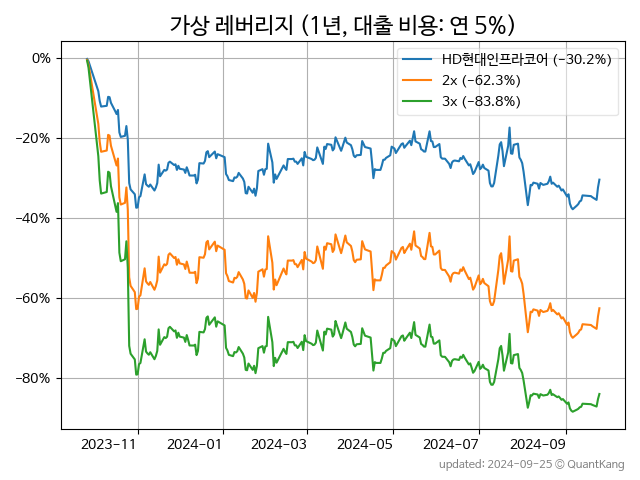 가상 레버리지 (1년, 대출 비용: 연 5%)
HD현대인프라코어 (−30.2%)
2x (−62.3%)
3x (−83.8%)
0%
−20%
−40%
−60%
−80%
2023-11 2024-01 2024-03 2024-05 2024-07 2024-09
updated: 2024-09-25 © QuantKang